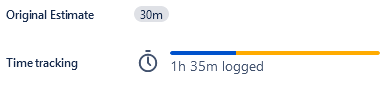 Original Estimate 30m
Time tracking
1h 35m logged